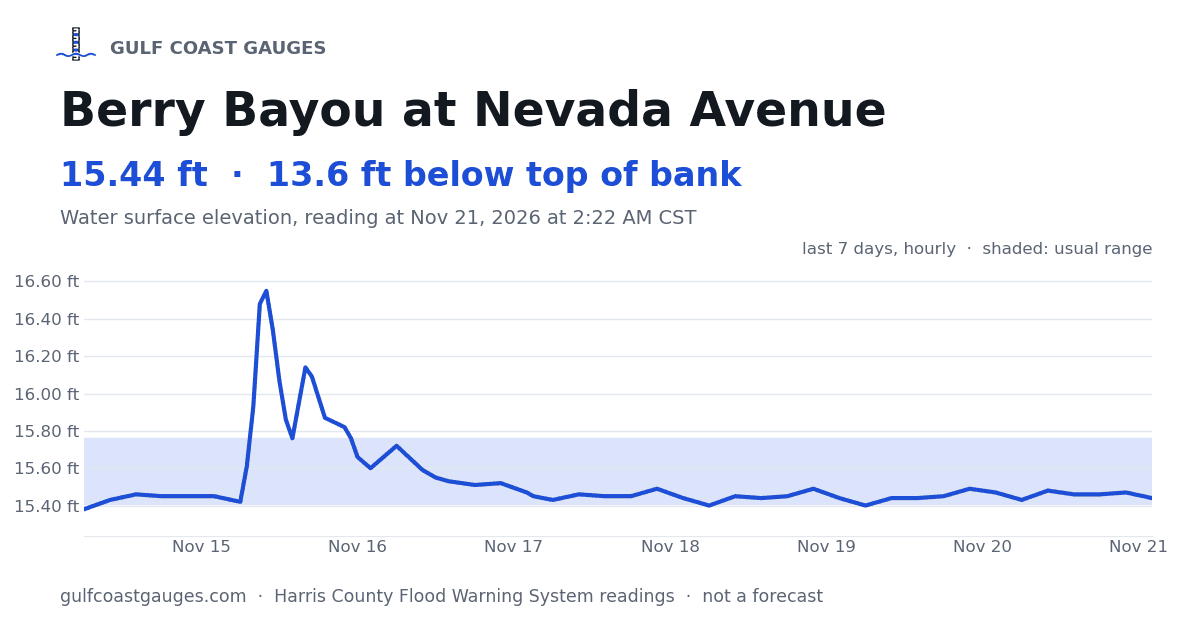 GULF COAST GAUGES
Berry Bayou at Nevada Avenue
15.44 ft · 13.6 ft below top of bank
Water surface elevation, reading at Nov 21, 2026 at 2:22 AM CST
last 7 days, hourly · shaded: usual range
16.60 ft
16.40 ft
16.20 ft
16.00 ft
15.80 ft
15.60 ft
15.40 ft
Nov 15 Nov 16 Nov 17 Nov 18 Nov 19 Nov 20 Nov 21
gulfcoastgauges.com · Harris County Flood Warning System readings · not a forecast